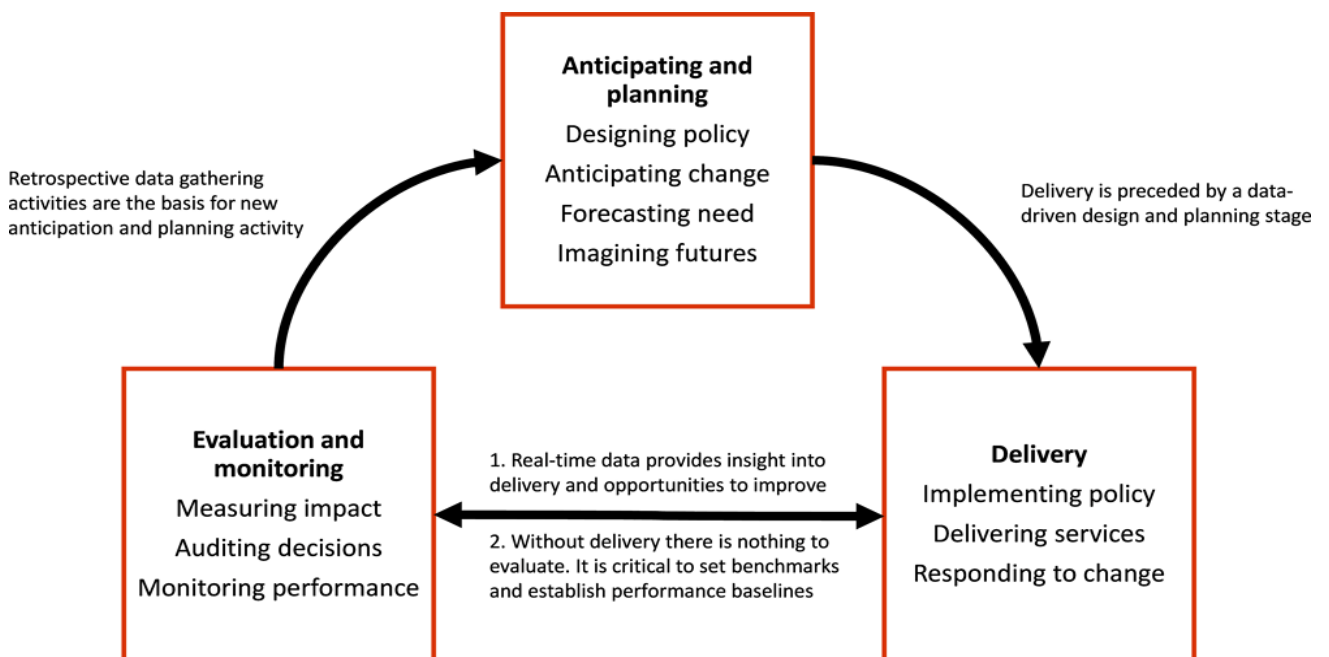 Anticipating and
planning
Designing policy
Anticipating change
Forecasting need
Imagining futures
Retrospective data gathering
activities are the basis for new
anticipation and planning activity
Delivery is preceded by a data-
driven design and planning stage
Evaluation and
monitoring
Measuring impact
Auditing decisions
Monitoring performance
1. Real-time data provides insight into
delivery and opportunities to improve
2. Without delivery there is nothing to
evaluate. It is critical to set benchmarks
and establish performance baselines
Delivery
Implementing policy
Delivering services
Responding to change